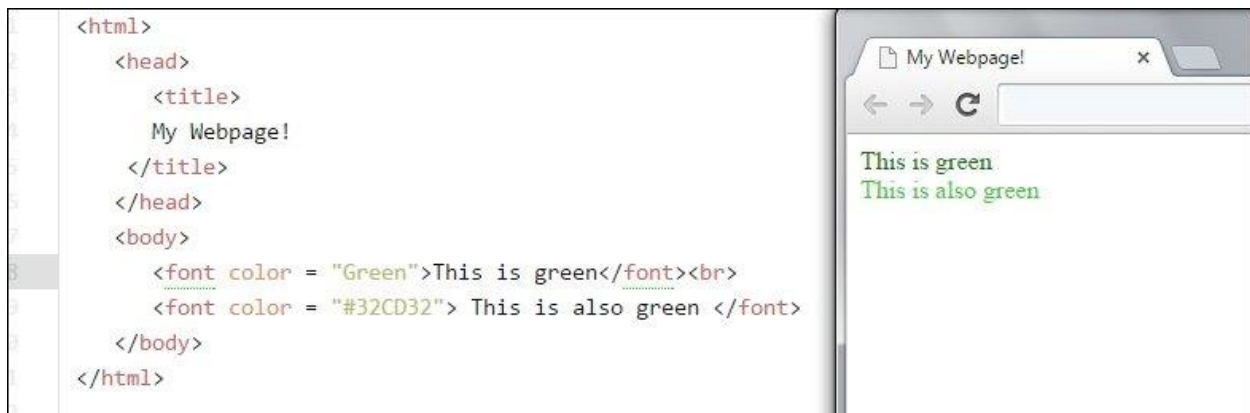 <html>
<head>
<title>
My Webpage!
</title>
</head>
<body>
<font color = "Green">This is green</font><br>
<font color = "#32CD32"> This is also green </font>
</body>
</html>
My Webpage!
This is green
This is also green